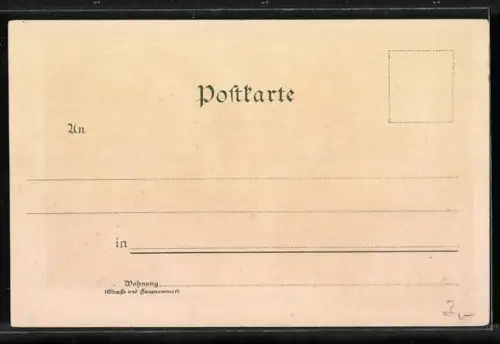 Postkarte
An
in
Wohnung
(Straße und Hausnummer)